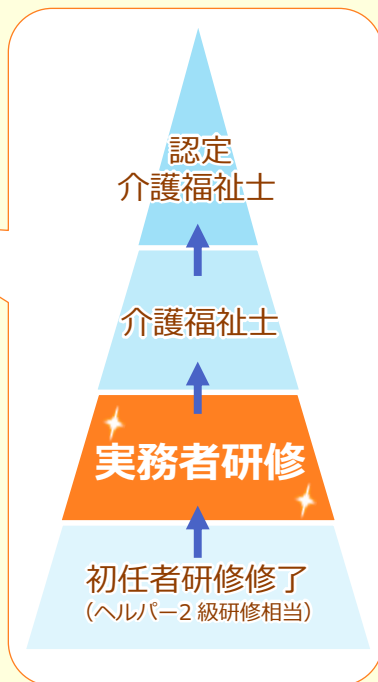 認定
介護福祉士
介護福祉士
実務者研修
初任者研修修了
（ヘルパー2 級研修相当）